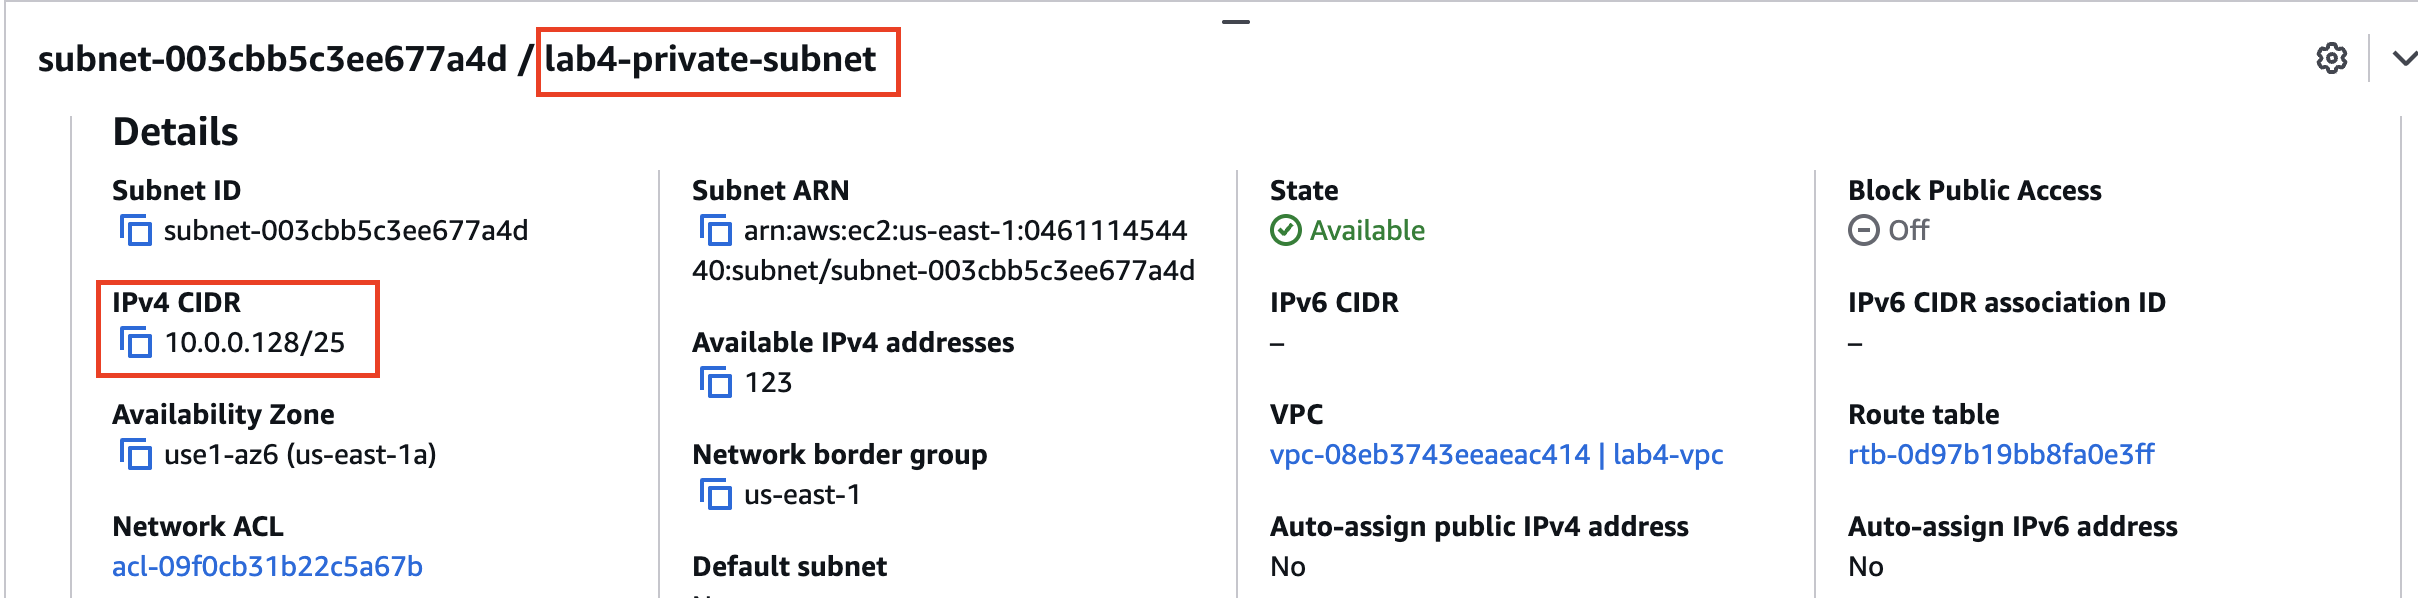 subnet-003cbb5c3ee677a4d / lab4-private-subnet
Details
Subnet ID
subnet-003cbb5c3ee677a4d
IPv4 CIDR
10.0.0.128/25
Availability Zone
use1-az6 (us-east-1a)
Network ACL
acl-09f0cb31b22c5a67b
Subnet ARN
arn:aws:ec2:us-east-1:0461114544
40:subnet/subnet-003cbb5c3ee677a4d
Available IPv4 addresses
123
Network border group
us-east-1
Default subnet
State
Available
IPv6 CIDR
–
VPC
vpc-08eb3743eeaeac414 | lab4-vpc
Auto-assign public IPv4 address
No
Block Public Access
Off
IPv6 CIDR association ID
–
Route table
rtb-0d97b19bb8fa0e3ff
Auto-assign IPv6 address
No